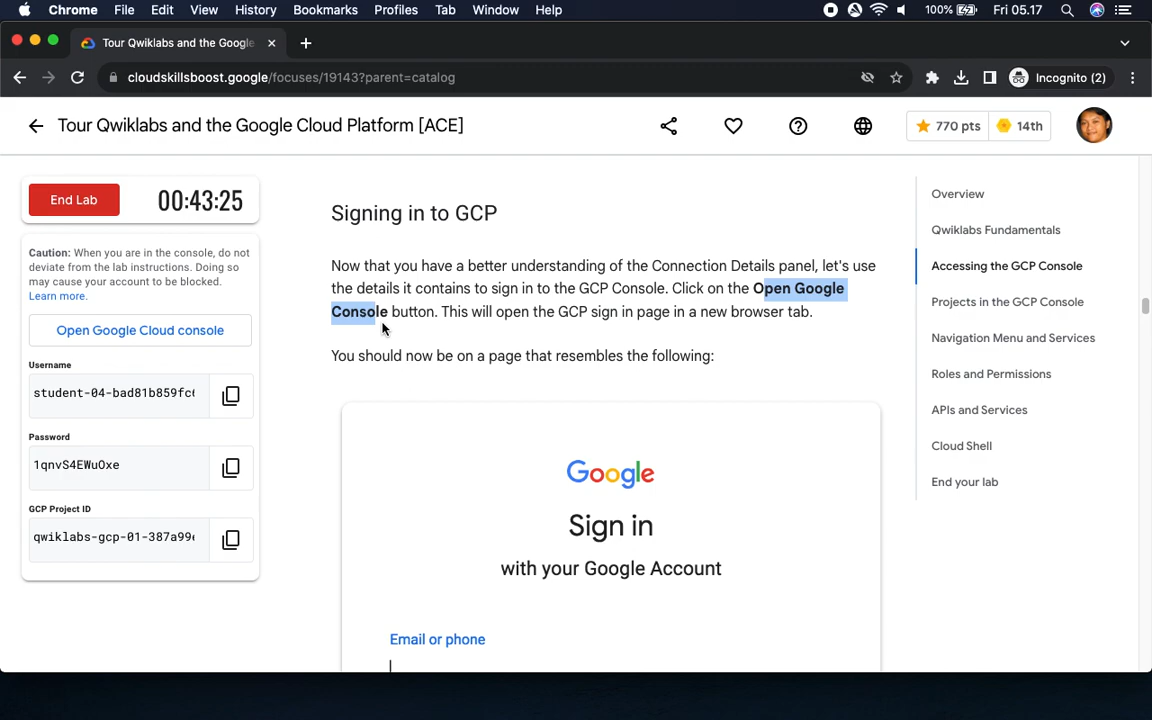 Chrome File Edit View History Bookmarks Profiles Tab Window Help 100% Fri 05.17
Tour Qwiklabs and the Google
cloudskillsboost.google/focuses/19143?parent=catalog Incognito (2)
Tour Qwiklabs and the Google Cloud Platform [ACE] 770 pts 14th
End Lab 00:43:25
Caution: When you are in the console, do not
deviate from the lab instructions. Doing so
may cause your account to be blocked.
Learn more.
Open Google Cloud console
Username
student-04-bad81b859fc
Password
1qnvS4EWuOxe
GCP Project ID
qwiklabs-gcp-01-387a99
Signing in to GCP
Now that you have a better understanding of the Connection Details panel, let's use
the details it contains to sign in to the GCP Console. Click on the Open Google
Console button. This will open the GCP sign in page in a new browser tab.
You should now be on a page that resembles the following:
Google
Sign in
with your Google Account
Email or phone
Overview
Qwiklabs Fundamentals
Accessing the GCP Console
Projects in the GCP Console
Navigation Menu and Services
Roles and Permissions
APIs and Services
Cloud Shell
End your lab